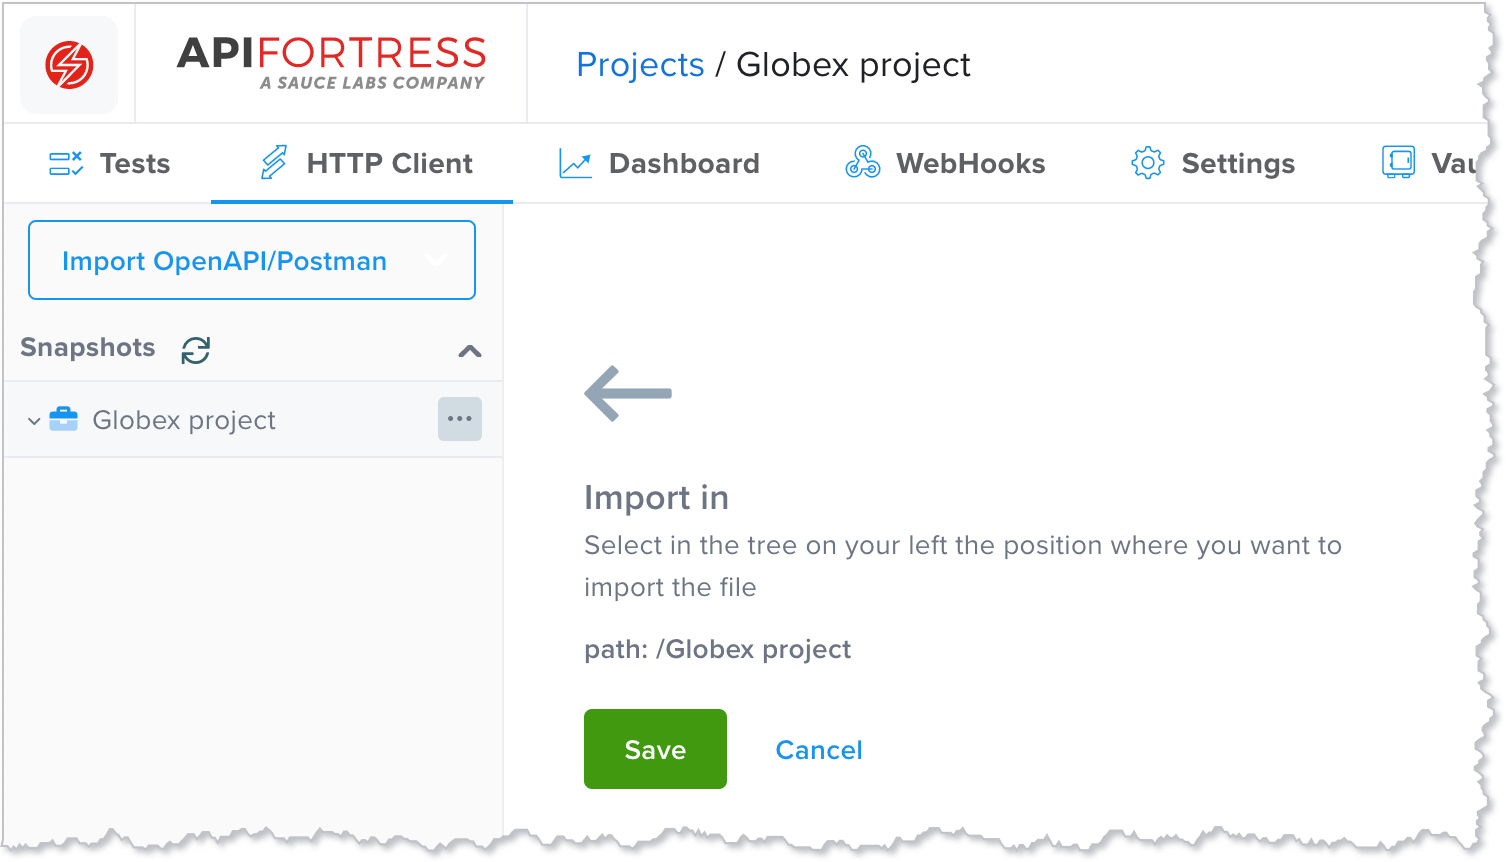 APIFORTRESS
A SAUCE LABS COMPANY
Projects / Globex project
Tests HTTP Client Dashboard WebHooks Settings Vau
Import OpenAPI/Postman
Snapshots
Globex project
Import in
Select in the tree on your left the position where you want to
import the file
path: /Globex project
Save Cancel